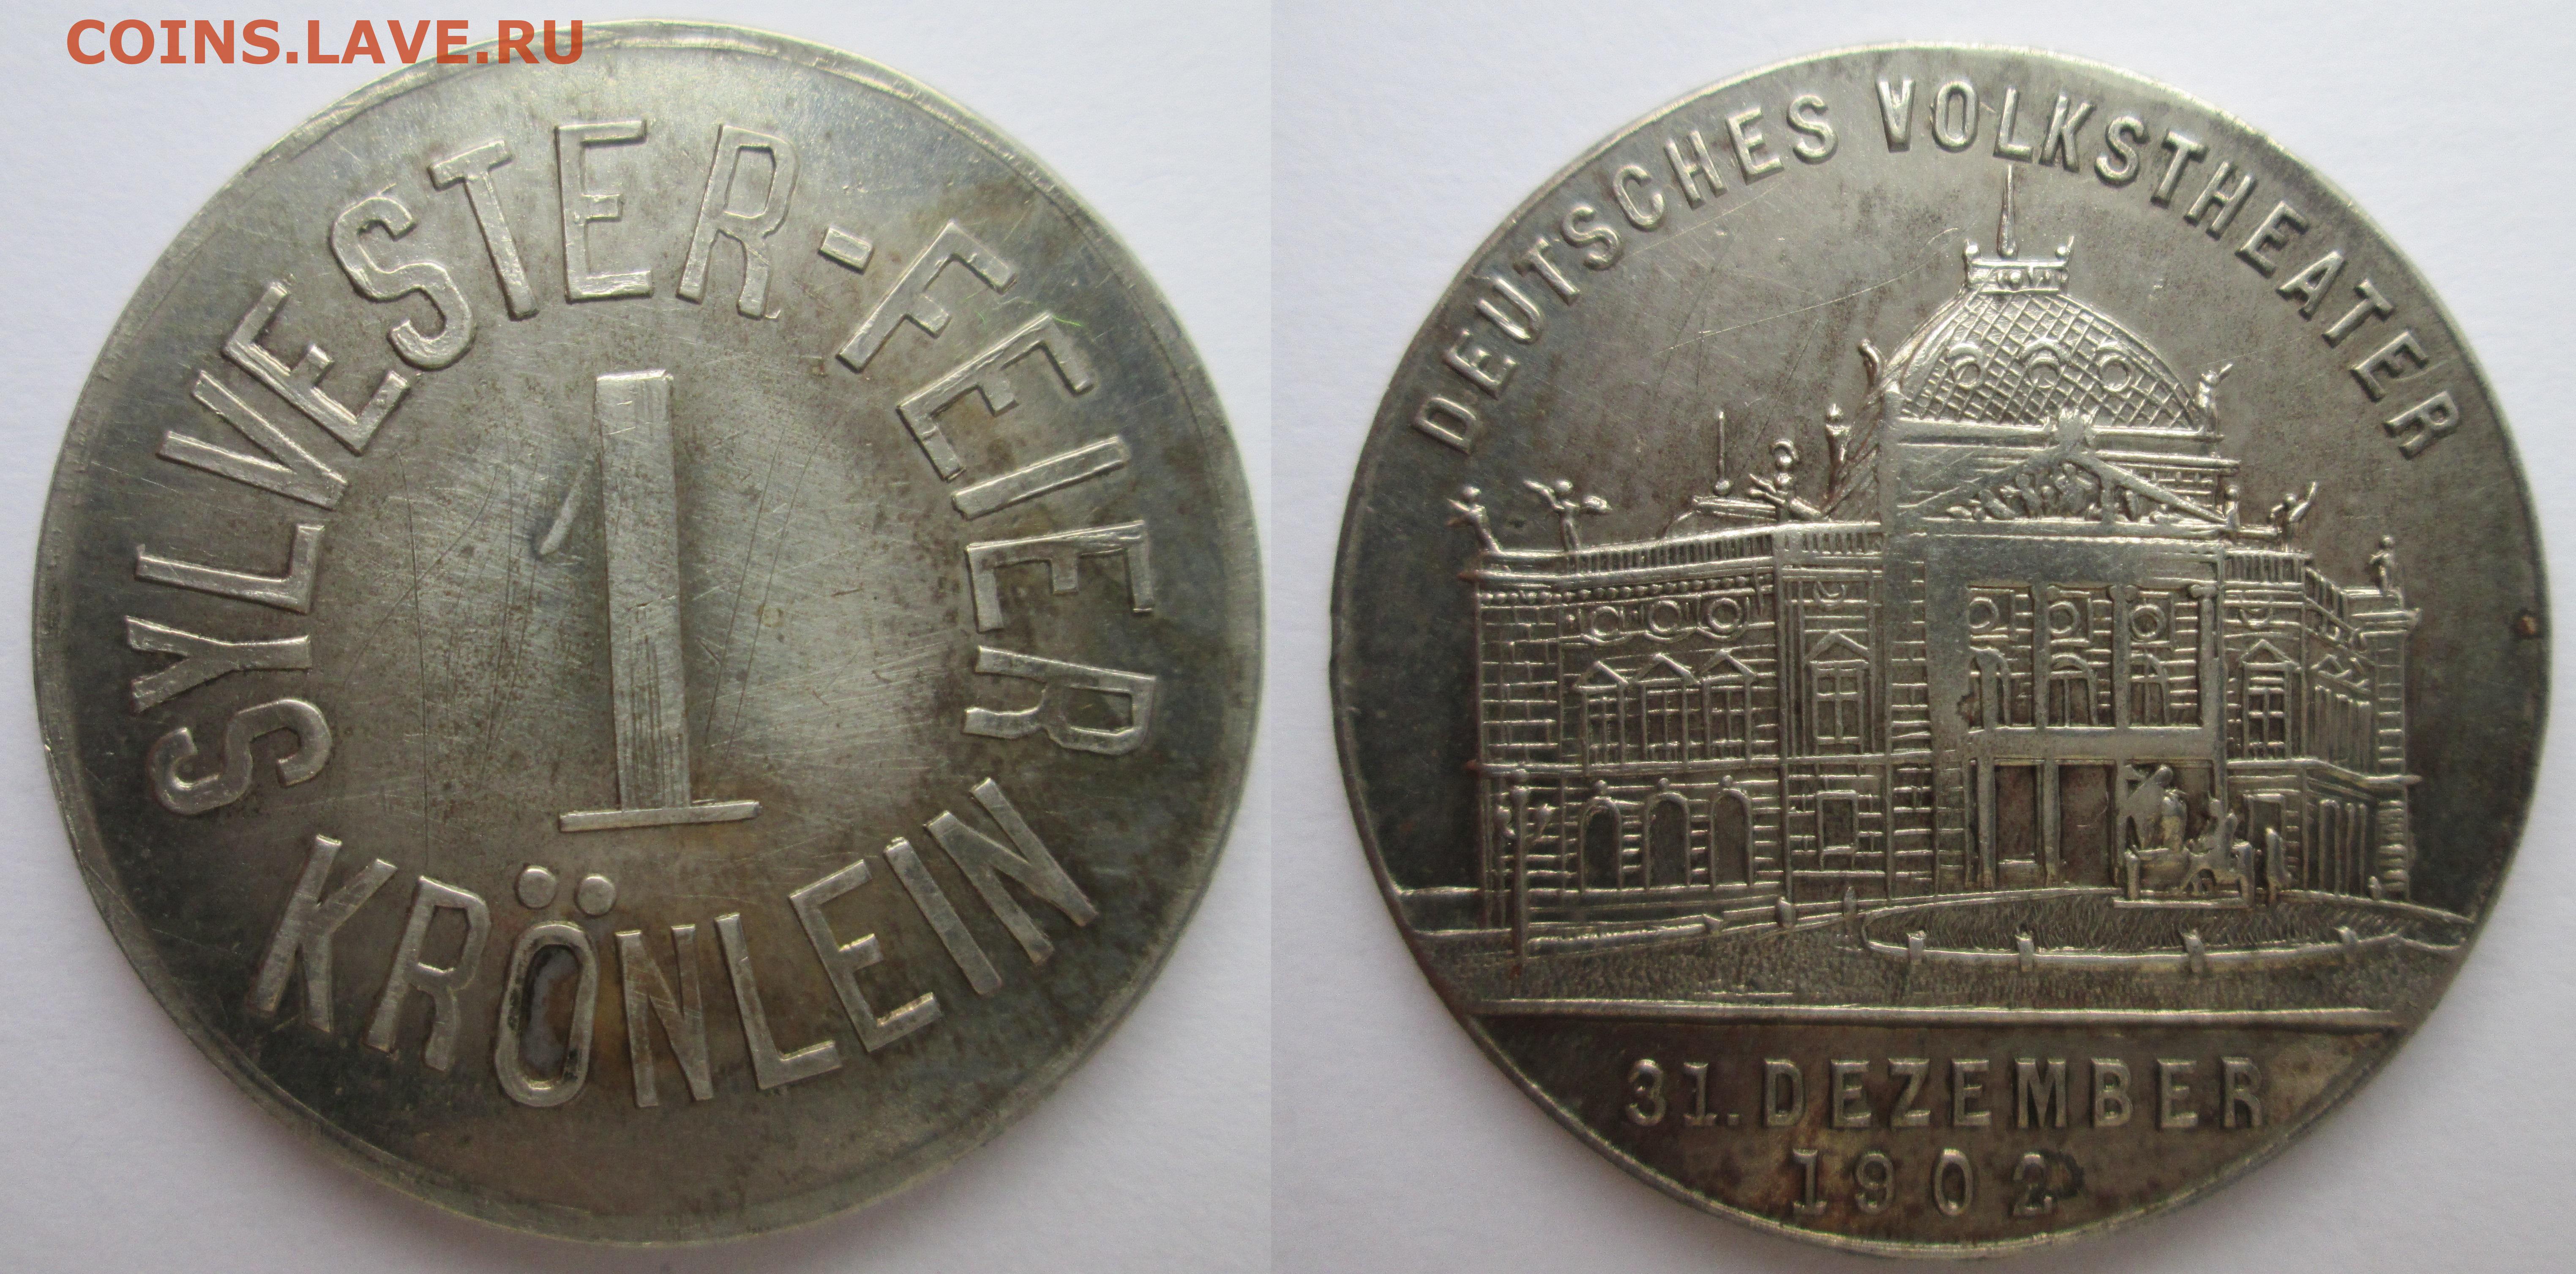 COINS.LAVE.RU
SYLVESTER-FEIER
1
KRÖNLEIN
DEUTSCHES VOLKSTHEATER
31. DEZEMBER
1902